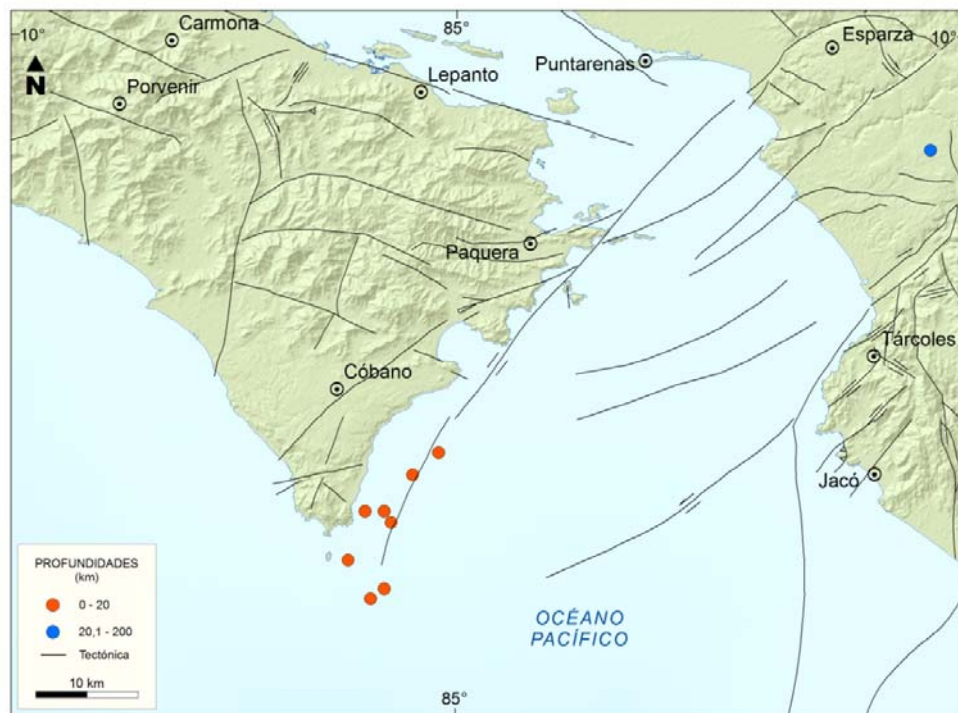 85°
10°
10°
Carmona
Esparza
Puntarenas
N
Lepanto
Porvenir
Paquera
Tárcoles
Cóbano
Jacó
PROFUNDIDADES
(km)
0 - 20
20,1 - 200
Tectónica
10 km
OCÉANO
PACÍFICO
85°